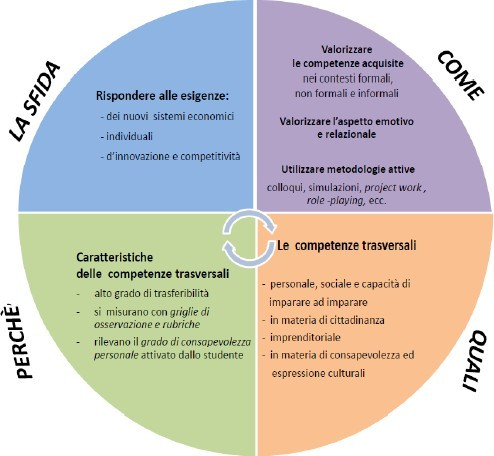 LA SFIDA
Rispondere alle esigenze:
- dei nuovi sistemi economici
- individuali
- d'innovazione e competitività
COME
Valorizzare
le competenze acquisite
nei contesti formali,
non formali e informali
Valorizzare l'aspetto emotivo
e relazionale
Utilizzare metodologie attive
colloqui, simulazioni, project work ,
role -playing, ecc.
PERCHÈ
Caratteristiche
delle competenze trasversali
- alto grado di trasferibilità
- si misurano con griglie di
osservazione e rubriche
- rilevano il grado di consapevolezza
personale attivato dallo studente
QUALI
Le competenze trasversali
- personale, sociale e capacità di
imparare ad imparare
- in materia di cittadinanza
- imprenditoriale
- in materia di consapevolezza ed
espressione culturali